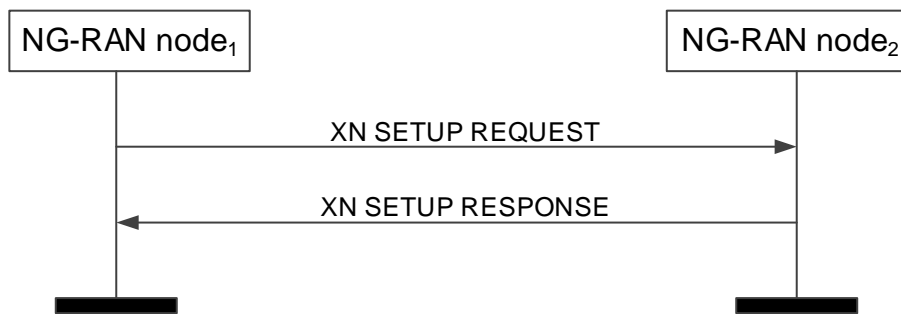 NG-RAN node₁
NG-RAN node₂
XN SETUP REQUEST
XN SETUP RESPONSE